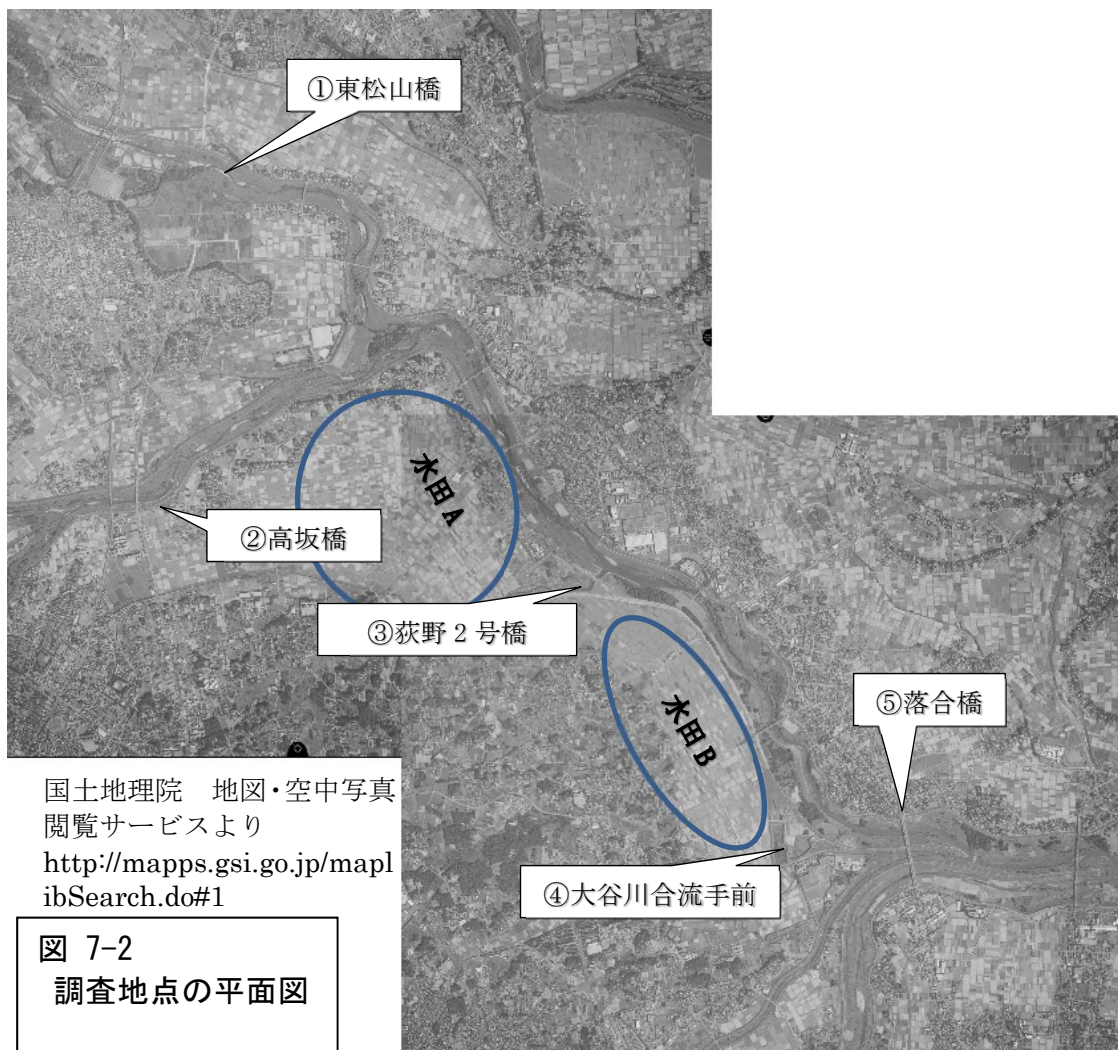 ①東松山橋
水田A
②高坂橋
③荻野2号橋
水田B
⑤落合橋
④大谷川合流手前
国土地理院 地図・空中写真
閲覧サービスより
http://mapps.gsi.go.jp/mapl
ibSearch.do#1
図 7-2
調査地点の平面図